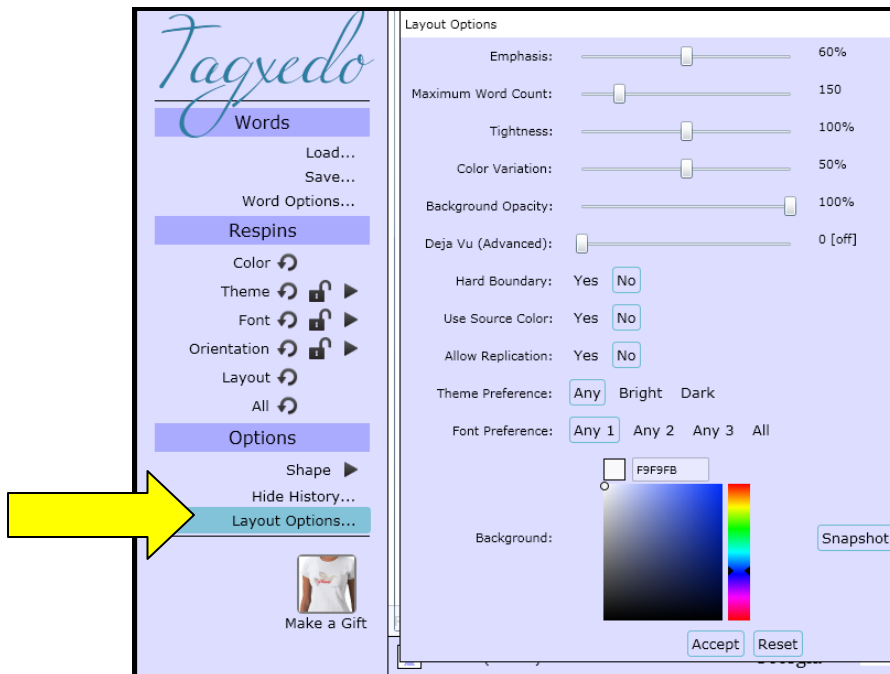 Tagxedo
Words
Load...
Save...
Word Options...
Respins
Color
Theme
Font
Orientation
Layout
All
Options
Shape
Hide History...
Layout Options...
Make a Gift
Layout Options
Emphasis: 60%
Maximum Word Count: 150
Tightness: 100%
Color Variation: 50%
Background Opacity: 100%
Deja Vu (Advanced): 0 [off]
Hard Boundary: Yes No
Use Source Color: Yes No
Allow Replication: Yes No
Theme Preference: Any Bright Dark
Font Preference: Any 1 Any 2 Any 3 All
F9F9FB
Background: Snapshot
Accept Reset